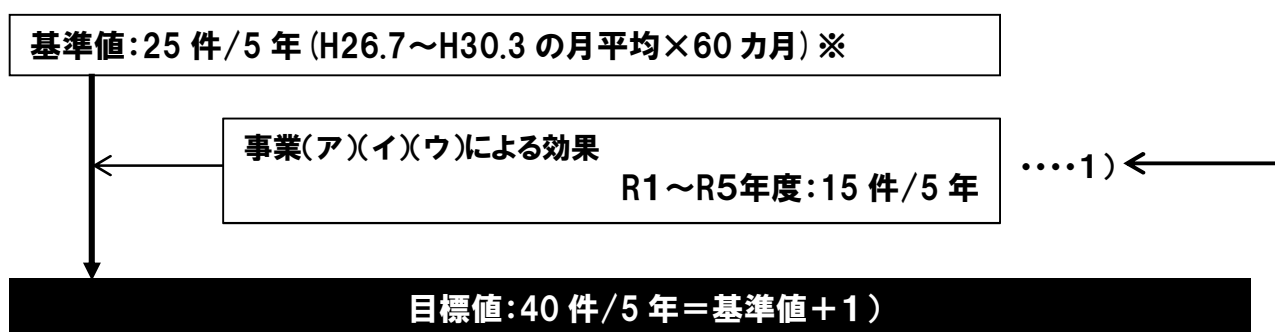 基準値:25 件/5 年(H26.7~H30.3 の月平均×60 カ月)※
事業(ア)(イ)(ウ)による効果
R1~R5年度:15 件/5 年
････1)
目標値:40 件/5 年=基準値+1)